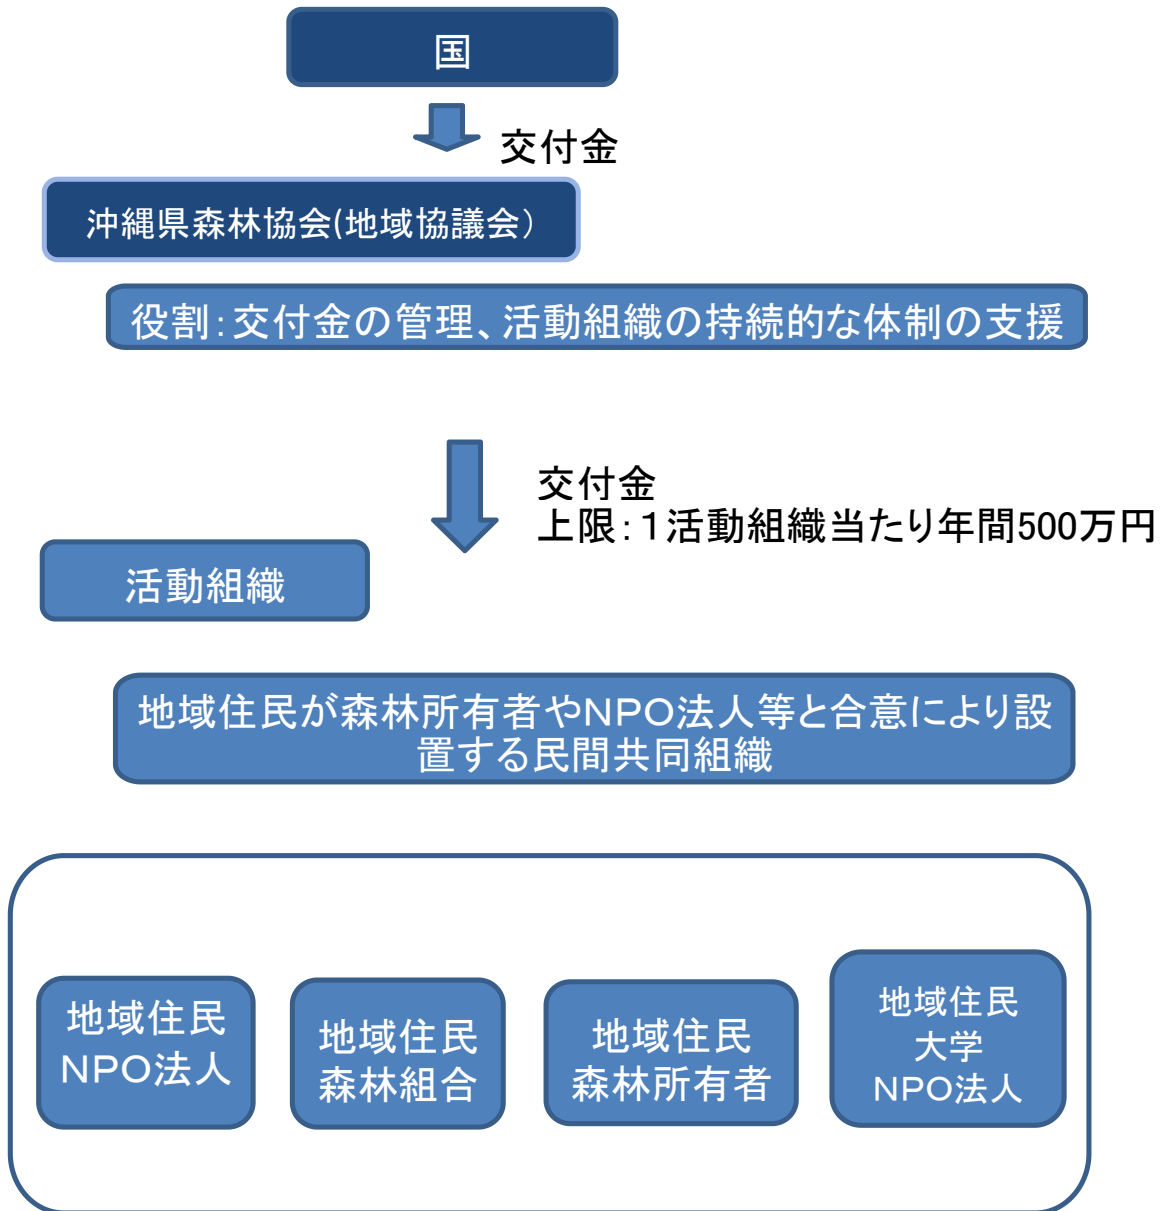 国
交付金
沖縄県森林協会(地域協議会）
役割：交付金の管理、活動組織の持続的な体制の支援
交付金
上限：１活動組織当たり年間500万円
活動組織
地域住民が森林所有者やNPO法人等と合意により設
置する民間共同組織
地域住民
NPO法人
地域住民
森林組合
地域住民
森林所有者
地域住民
大学
NPO法人